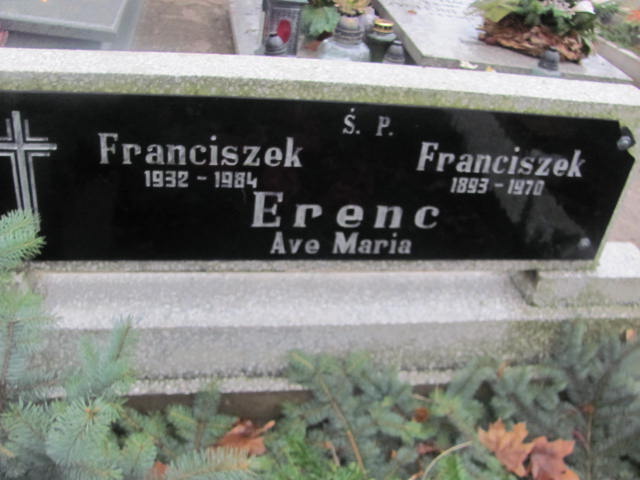 Ś. P.
Franciszek Franciszek
1932 - 1984 1893 - 1970
Erenc
Ave Maria